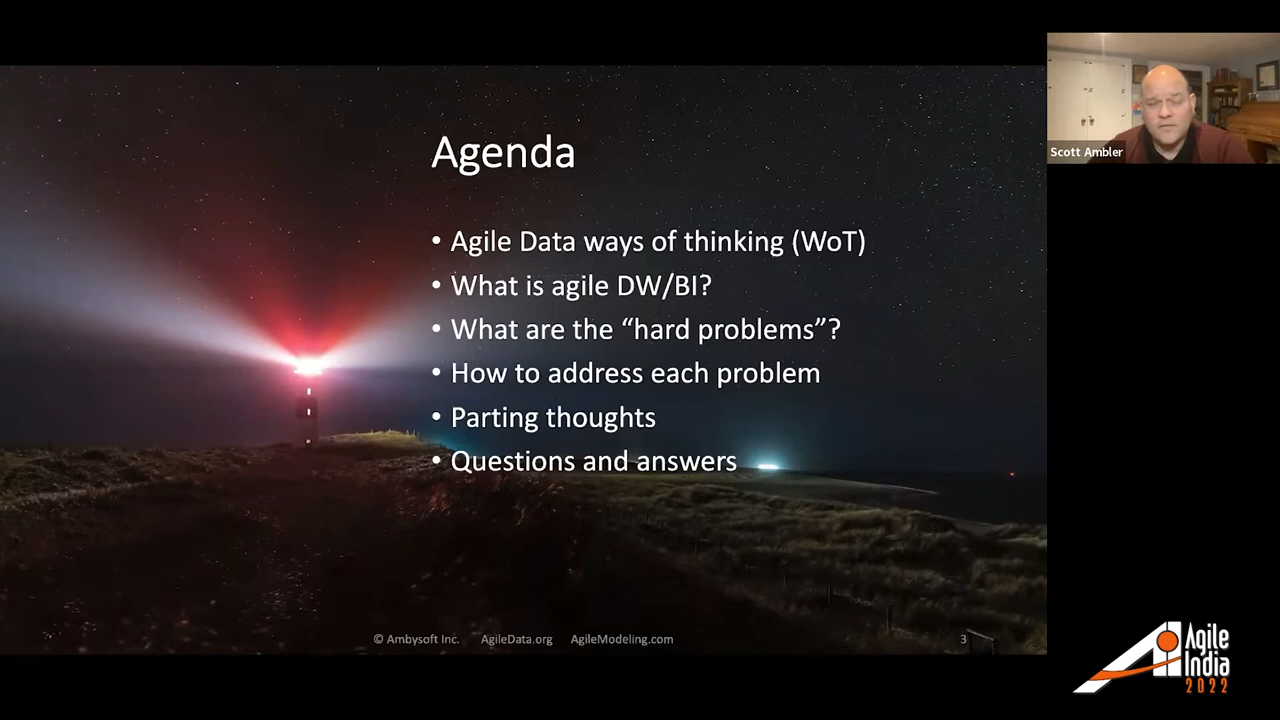 Agenda
• Agile Data ways of thinking (WoT)
• What is agile DW/BI?
• What are the “hard problems”?
• How to address each problem
• Parting thoughts
• Questions and answers
© Ambysoft Inc. AgileData.org AgileModeling.com 3
Scott Ambler
Agile
India
2022